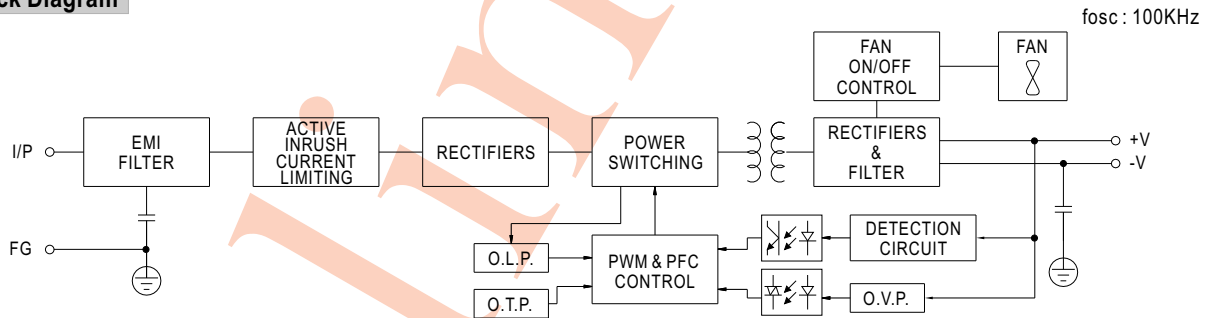 ck Diagram
fosc : 100KHz
FAN
ON/OFF
CONTROL
FAN
I/P
EMI
FILTER
ACTIVE
INRUSH
CURRENT
LIMITING
RECTIFIERS
POWER
SWITCHING
RECTIFIERS
&
FILTER
+V
-V
FG
O.L.P.
O.T.P.
PWM & PFC
CONTROL
DETECTION
CIRCUIT
O.V.P.